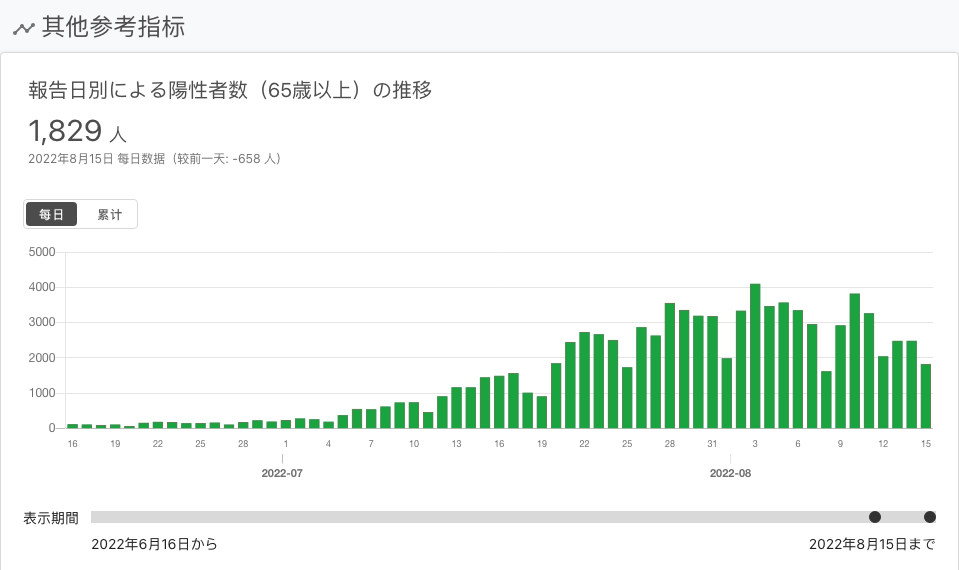 其他参考指标
報告日別による陽性者数（65歳以上）の推移
1,829 人
2022年8月15日 每日数据（较前一天: -658 人）
每日 累计
5000
4000
3000
2000
1000
0
16 19 22 25 28 1 4 7 10 13 16 19 22 25 28 31 3 6 9 12 15
2022-07 2022-08
表示期間
2022年6月16日から 2022年8月15日まで